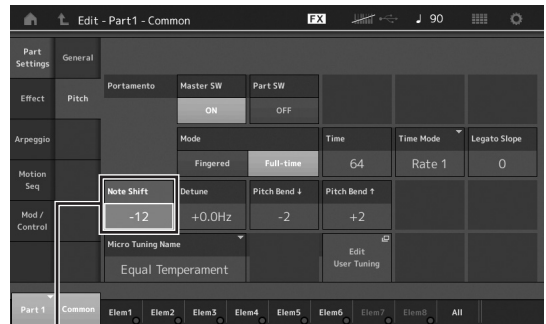 Edit - Part1 - Common FX ♩ 90
Part Settings
General
Effect
Pitch
Arpeggio
Motion Seq
Mod / Control
Portamento
Master SW
ON
Part SW
OFF
Mode
Fingered
Full-time
Time
64
Time Mode
Rate 1
Legato Slope
0
Note Shift
-12
Detune
+0.0Hz
Pitch Bend ↓
-2
Pitch Bend ↑
+2
Micro Tuning Name
Equal Temperament
Edit
User Tuning
Part 1 Common Elem1 Elem2 Elem3 Elem4 Elem5 Elem6 Elem7 Elem8 All